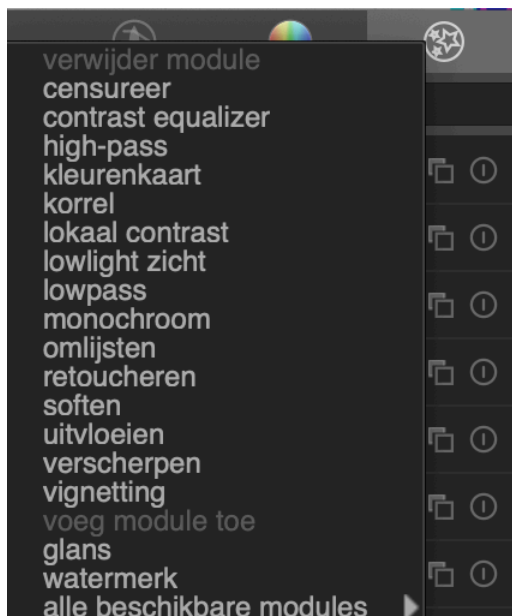 verwijder module
censureer
contrast equalizer
high-pass
kleurenkaart
korrel
lokaal contrast
lowlight zicht
lowpass
monochroom
omlijsten
retoucheren
soften
uitvloeien
verscherpen
vignetting
voeg module toe
glans
watermerk
alle beschikbare modules